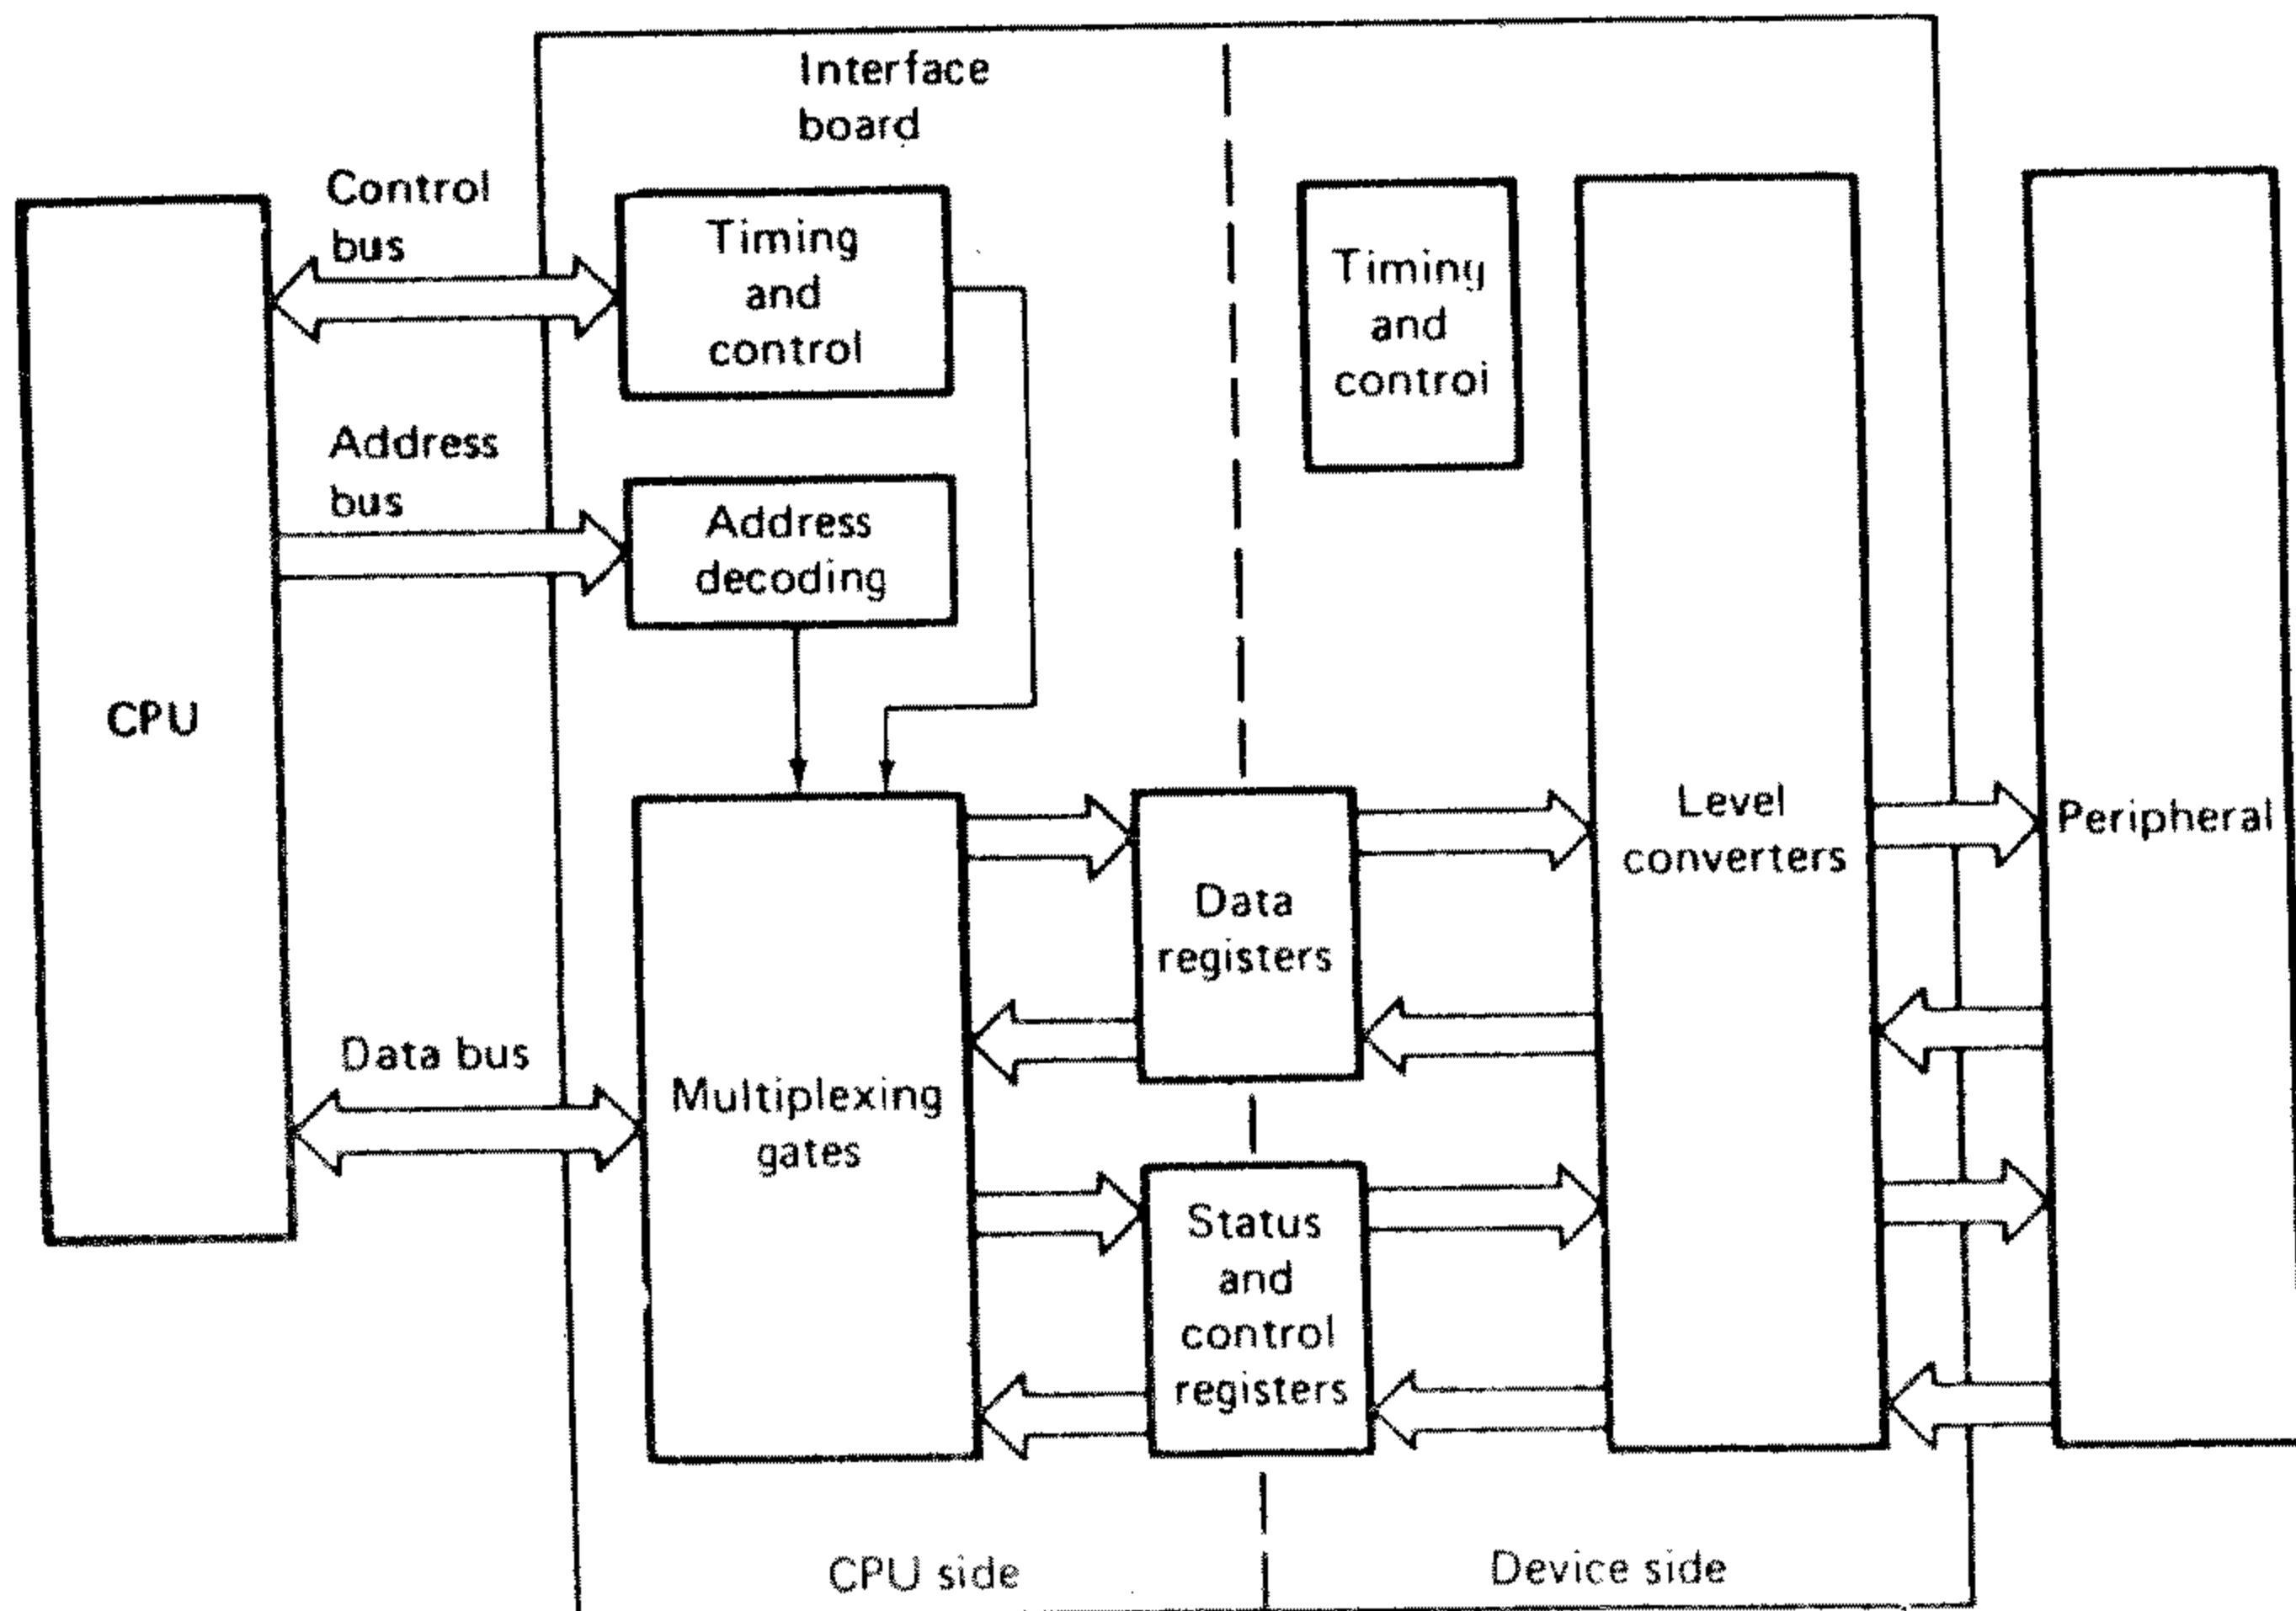 Interface
board
Control
bus
Timing
and
control
Timing
and
control
Address
bus
Address
decoding
CPU
Level
converters
Peripheral
Data
registers
Data bus
Multiplexing
gates
Status
and
control
registers
CPU side
Device side